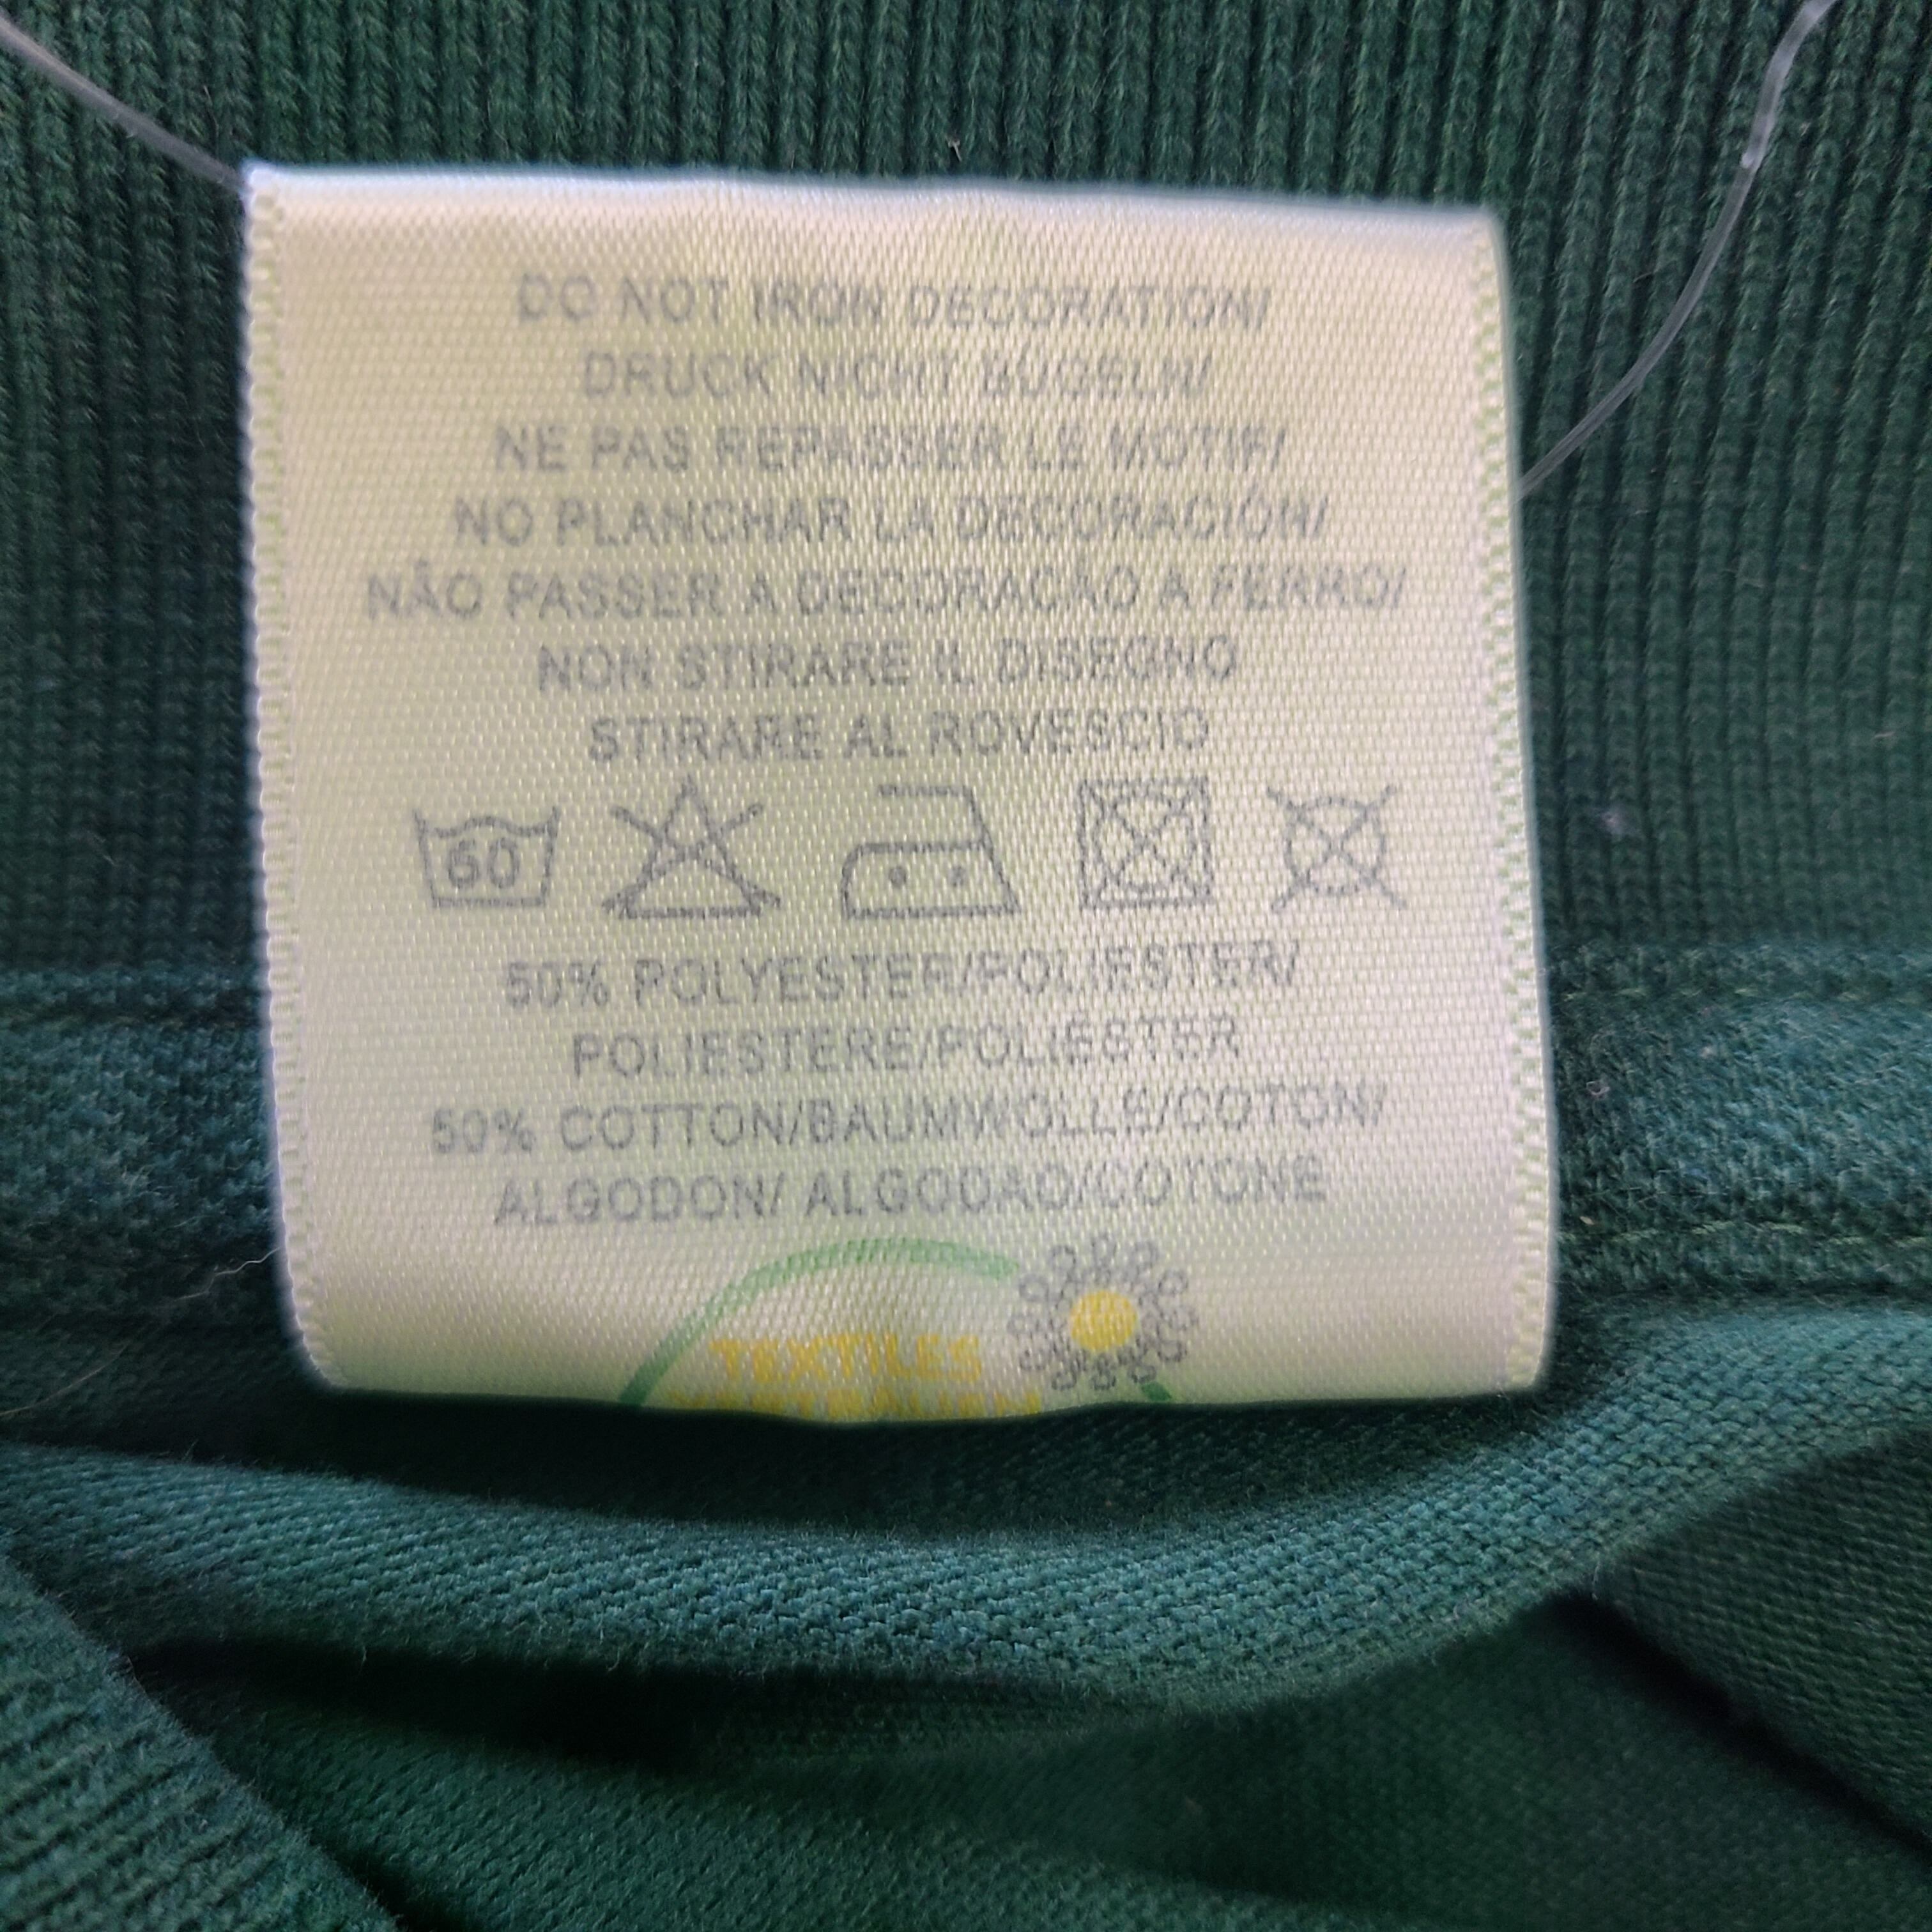 DO NOT IRON DECORATION/
DRUCK NICHT BÜGELN/
NE PAS REPASSER LE MOTIF/
NO PLANCHAR LA DECORACIÓN/
NÃO PASSER A DECORAÇÃO A FERRO/
NON STIRARE IL DISEGNO
STIRARE AL ROVESCIO
60
50% POLYESTER/POLIESTER/
POLIESTERE/POLIESTER
50% COTTON/BAUMWOLLE/COTON/
ALGODON/ ALGODAO/COTONE
TEXTILES